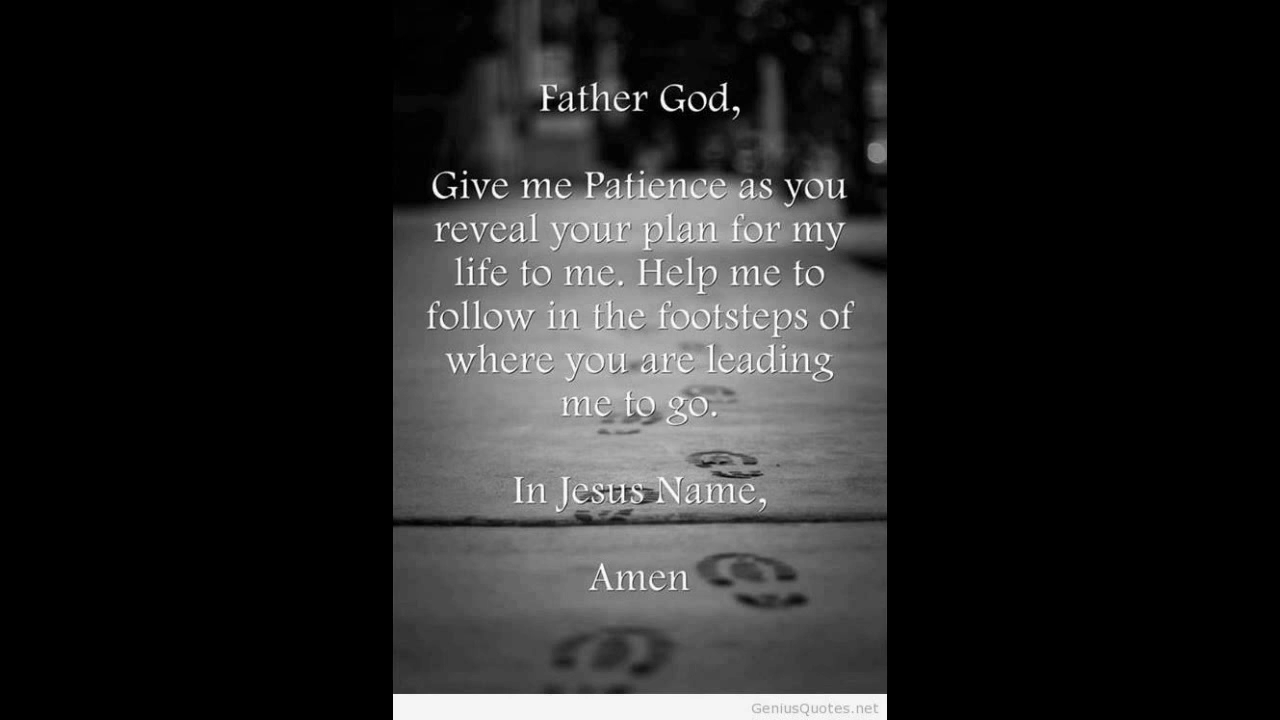 Father God,
Give me Patience as you
reveal your plan for my
life to me. Help me to
follow in the footsteps of
where you are leading
me to go.
In Jesus Name,
Amen
GeniusQuotes.net